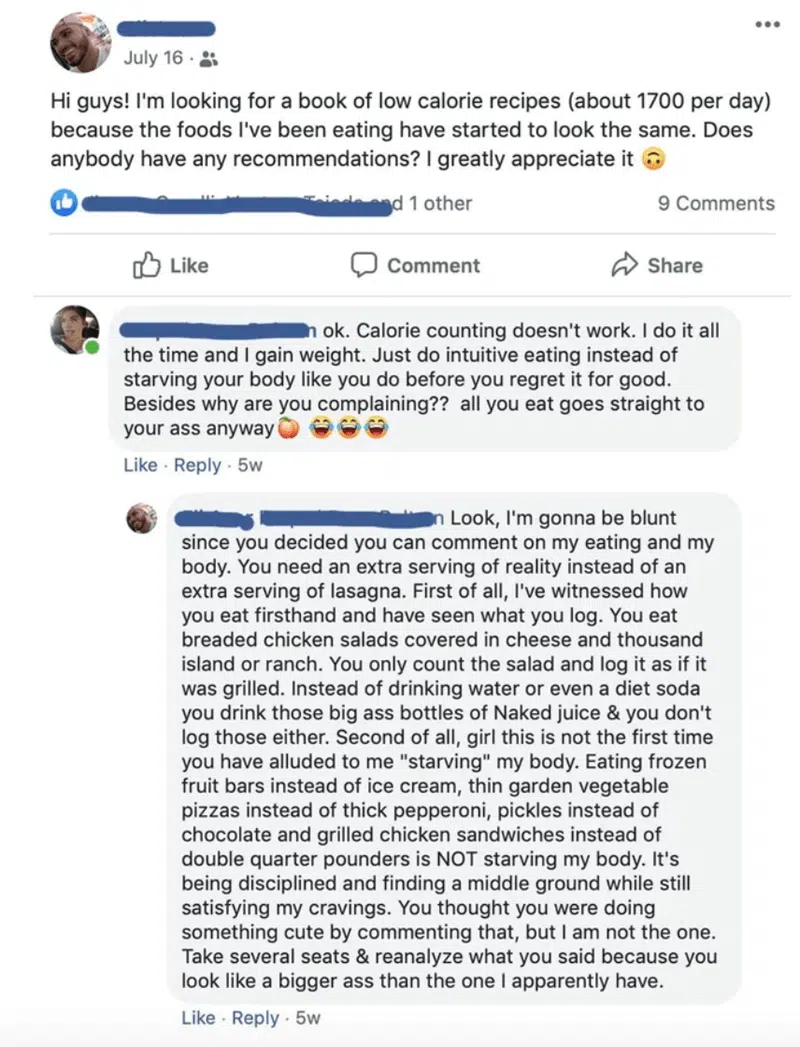 July 16 ·
Hi guys! I'm looking for a book of low calorie recipes (about 1700 per day)
because the foods I've been eating have started to look the same. Does
anybody have any recommendations? I greatly appreciate it 🙃
d 1 other
9 Comments
Like
Comment
Share
ok. Calorie counting doesn't work. I do it all
the time and I gain weight. Just do intuitive eating instead of
starving your body like you do before you regret it for good.
Besides why are you complaining?? all you eat goes straight to
your ass anyway🍑 😂😂😂
Like · Reply · 5w
Look, I'm gonna be blunt
since you decided you can comment on my eating and my
body. You need an extra serving of reality instead of an
extra serving of lasagna. First of all, I've witnessed how
you eat firsthand and have seen what you log. You eat
breaded chicken salads covered in cheese and thousand
island or ranch. You only count the salad and log it as if it
was grilled. Instead of drinking water or even a diet soda
you drink those big ass bottles of Naked juice & you don't
log those either. Second of all, girl this is not the first time
you have alluded to me "starving" my body. Eating frozen
fruit bars instead of ice cream, thin garden vegetable
pizzas instead of thick pepperoni, pickles instead of
chocolate and grilled chicken sandwiches instead of
double quarter pounders is NOT starving my body. It's
being disciplined and finding a middle ground while still
satisfying my cravings. You thought you were doing
something cute by commenting that, but I am not the one.
Take several seats & reanalyze what you said because you
look like a bigger ass than the one I apparently have.
Like · Reply · 5w